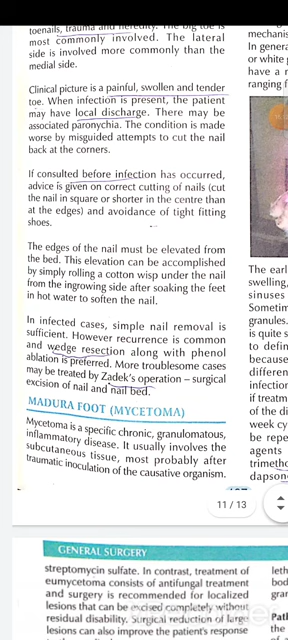 toenails, trauma and heredity. The big toe is
most commonly involved. The lateral
side is involved more commonly than the
medial side.
Clinical picture is a painful, swollen and tender
toe. When infection is present, the patient
may have local discharge. There may be
associated paronychia. The condition is made
worse by misguided attempts to cut the nail
back at the corners.
If consulted before infection has occurred,
advice is given on correct cutting of nails (cut
the nail in square or shorter in the centre than
at the edges) and avoidance of tight fitting
shoes.
The edges of the nail must be elevated from
the bed. This elevation can be accomplished
by simply rolling a cotton wisp under the nail
from the ingrowing side after soaking the feet
in hot water to soften the nail.
In infected cases, simple nail removal is
sufficient. However recurrence is common
and wedge resection along with phenol
ablation is preferred. More troublesome cases
may be treated by Zadek's operation – surgical
excision of nail and nail bed.
MADURA FOOT (MYCETOMA)
Mycetoma is a specific chronic, granulomatous,
inflammatory disease. It usually involves the
subcutaneous tissue, most probably after
traumatic inoculation of the causative organism.
mechanis
In genera
or white
have a
ranging f
The earl
swelling,
sinuses
Sometim
granules.
is quite s
to defin
because
differen
infection
if treatm
of the di
week cy
be repe
agents
trimetho
dapson
11 / 13
GENERAL SURGERY
streptomycin sulfate. In contrast, treatment of
eumycetoma consists of antifungal treatment
and surgery is recommended for localized
lesions that can be excised completely without
residual disability. Surgical reduction of large
lesions can also improve the patient's response
leth
bod
gran
Pat
the